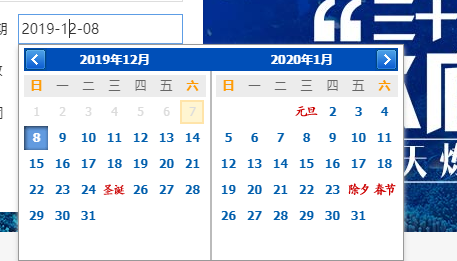 期 2019-12-08
2019年12月
日 一 二 三 四 五 六
1 2 3 4 5 6 7
8 9 10 11 12 13 14
15 16 17 18 19 20 21
22 23 24 圣诞 26 27 28
29 30 31
2020年1月
日 一 二 三 四 五 六
元旦 2 3 4
5 6 7 8 9 10 11
12 13 14 15 16 17 18
19 20 21 22 23 除夕 春节
26 27 28 29 30 31
天